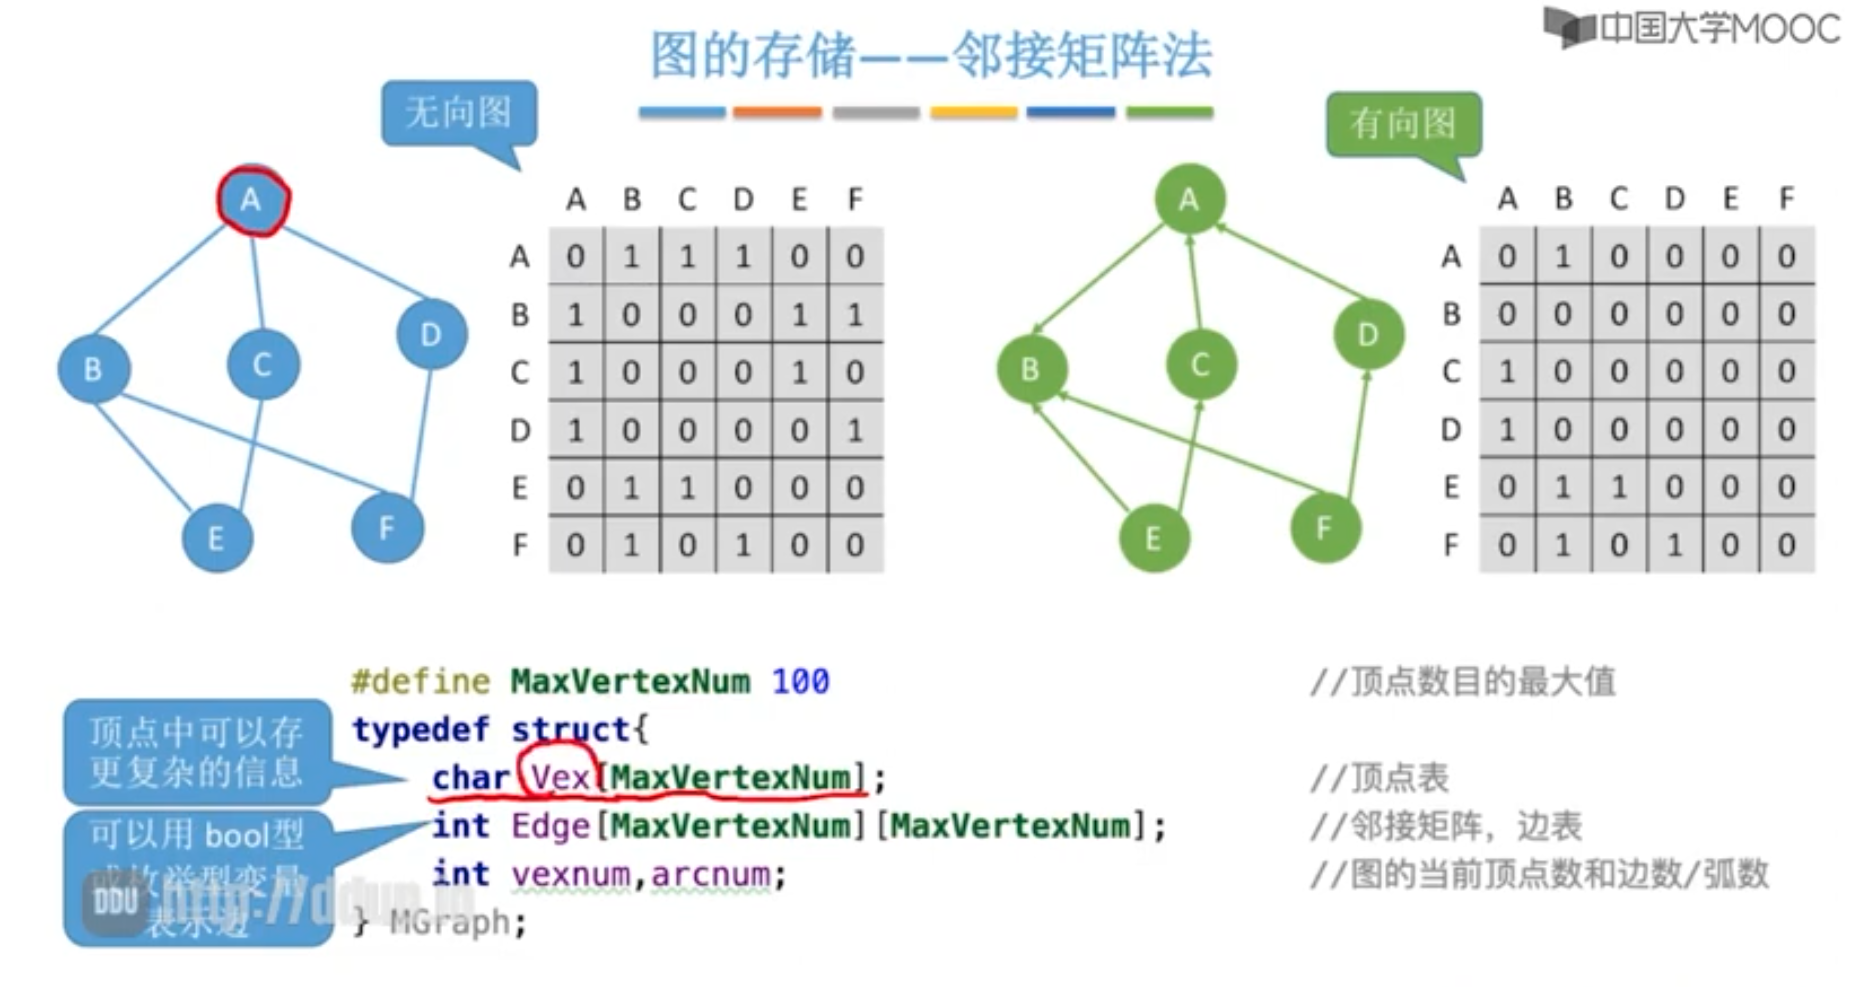 中国大学MOOC
图的存储——邻接矩阵法
无向图
A
B
C
D
E
F
A B C D E F
A 0 1 1 1 0 0
B 1 0 0 0 1 1
C 1 0 0 0 1 0
D 1 0 0 0 0 1
E 0 1 1 0 0 0
F 0 1 0 1 0 0
有向图
A
B
C
D
E
F
A B C D E F
A 0 1 0 0 0 0
B 0 0 0 0 0 0
C 1 0 0 0 0 0
D 1 0 0 0 0 0
E 0 1 1 0 0 0
F 0 1 0 1 0 0
#define MaxVertexNum 100 //顶点数目的最大值
typedef struct{
char Vex[MaxVertexNum]; //顶点表
int Edge[MaxVertexNum][MaxVertexNum]; //邻接矩阵，边表
int vexnum,arcnum; //图的当前顶点数和边数/弧数
} MGraph;
顶点中可以存
更复杂的信息
可以用 bool型
或枚举型变量
表示边
DDU